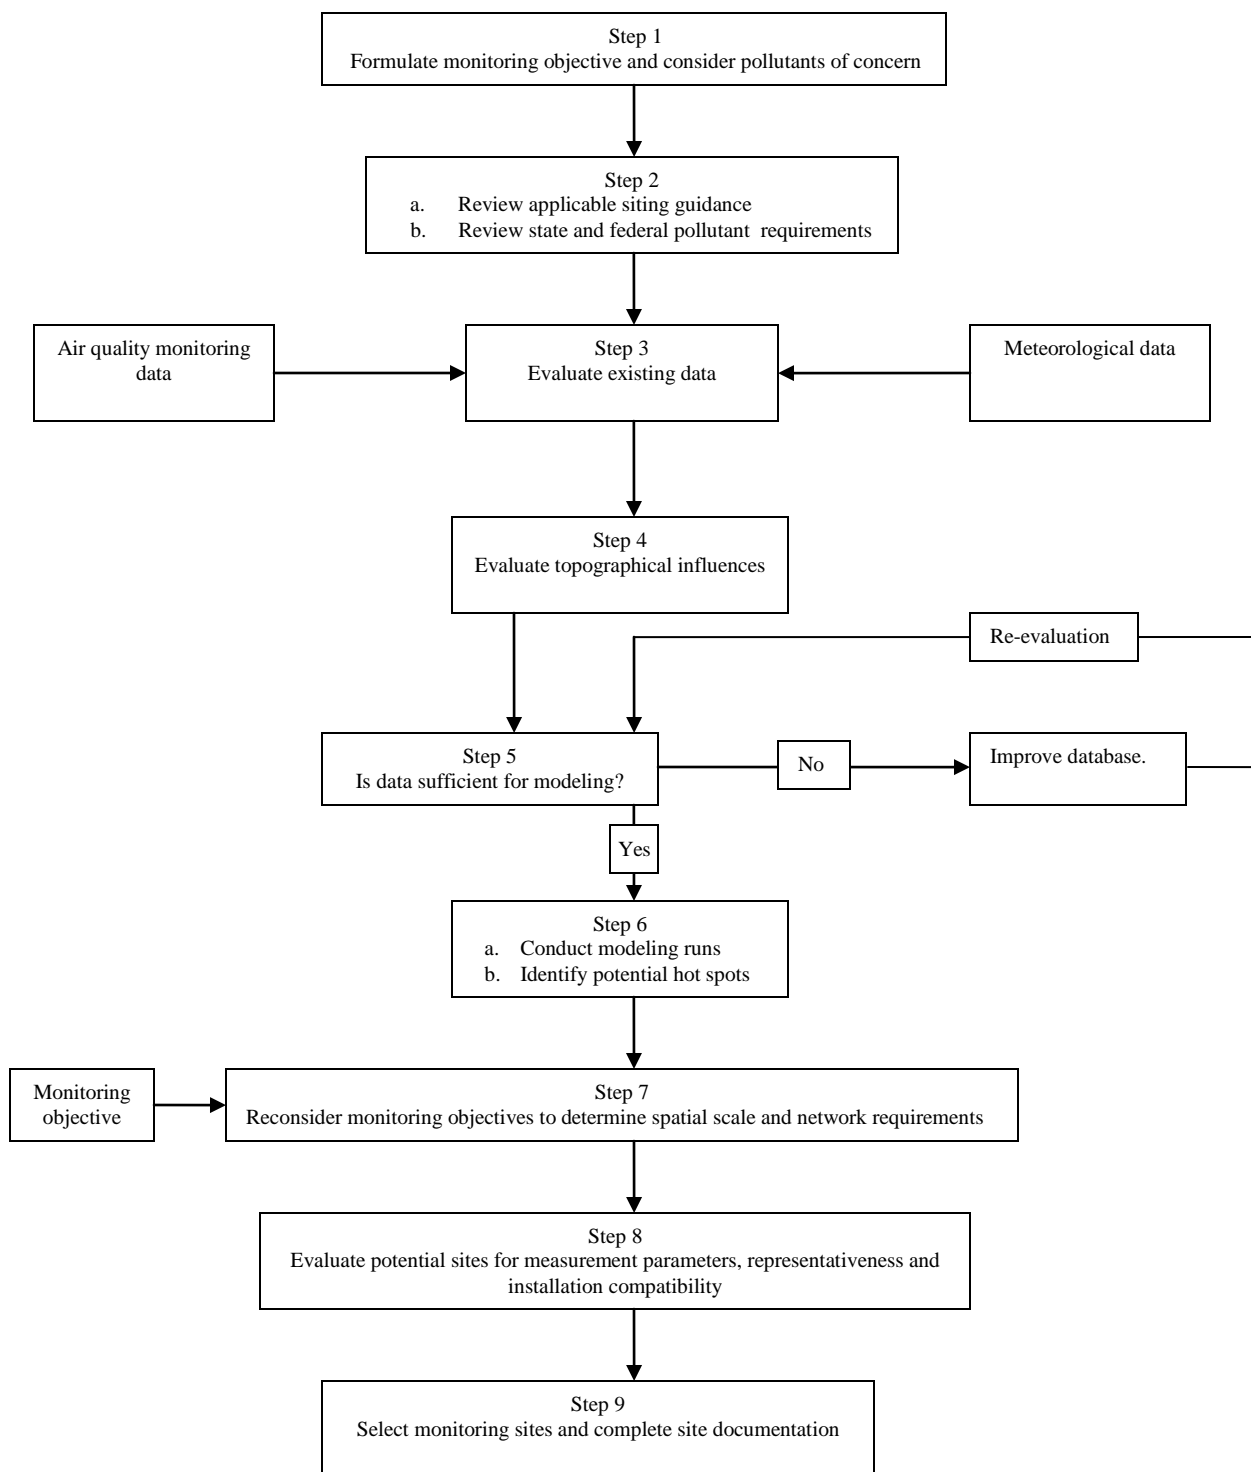 Step 1
Formulate monitoring objective and consider pollutants of concern
Step 2
a. Review applicable siting guidance
b. Review state and federal pollutant requirements
Air quality monitoring
data
Step 3
Evaluate existing data
Meteorological data
Step 4
Evaluate topographical influences
Re-evaluation
Step 5
Is data sufficient for modeling?
No
Improve database.
Yes
Step 6
a. Conduct modeling runs
b. Identify potential hot spots
Monitoring
objective
Step 7
Reconsider monitoring objectives to determine spatial scale and network requirements
Step 8
Evaluate potential sites for measurement parameters, representativeness and
installation compatibility
Step 9
Select monitoring sites and complete site documentation